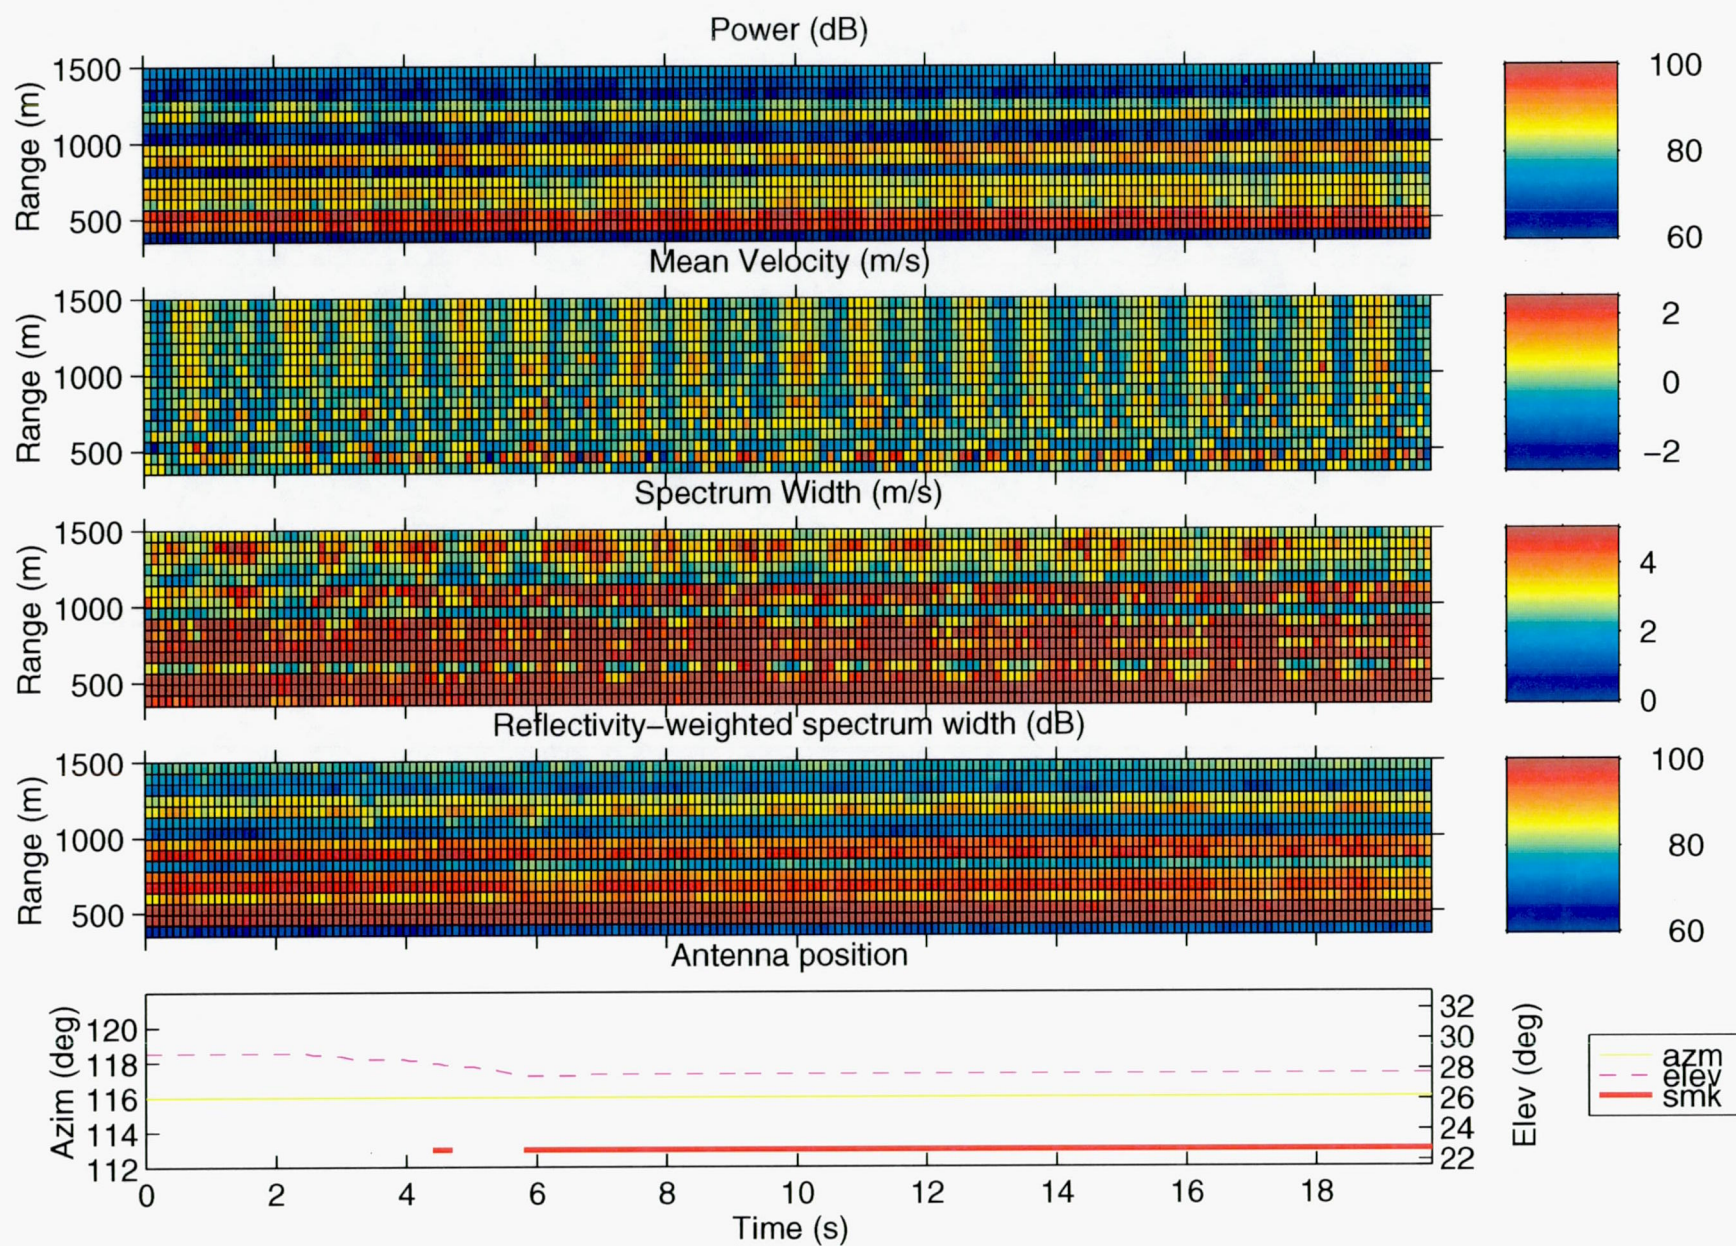 Power (dB)
1500
1000
500
Range (m)
100
80
60
Mean Velocity (m/s)
1500
1000
500
Range (m)
2
0
−2
Spectrum Width (m/s)
1500
1000
500
Range (m)
4
2
0
Reflectivity−weighted spectrum width (dB)
1500
1000
500
Range (m)
100
80
60
Antenna position
120
118
116
114
112
Azim (deg)
32
30
28
26
24
22
Elev (deg)
azm
elev
smk
0 2 4 6 8 10 12 14 16 18
Time (s)